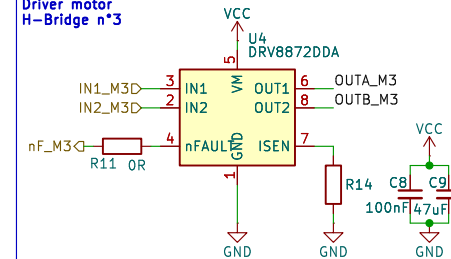 Driver motor
H-Bridge n°3
VCC
U4
DRV8872DDA
5
VM
IN1_M3 3 IN1 OUT1 6 OUTA_M3
IN2_M3 2 IN2 OUT2 8 OUTB_M3
nF_M3 4 nFAULT GND ISEN 7
R11 0R
1
VCC
R14
C8 C9
100nF 47uF
GND GND GND